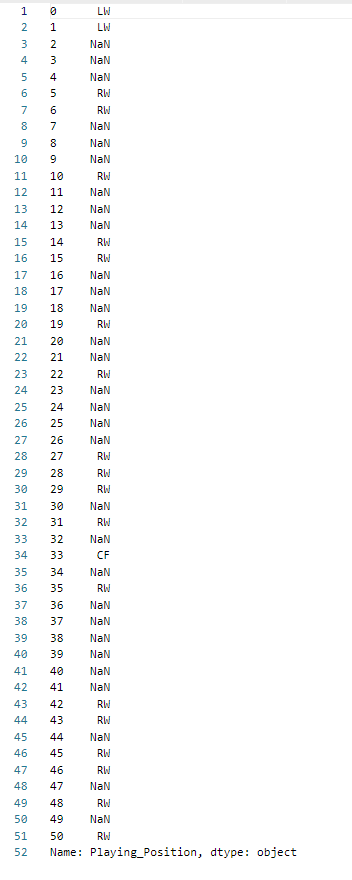 1 0 LW
2 1 LW
3 2 NaN
4 3 NaN
5 4 NaN
6 5 RW
7 6 RW
8 7 NaN
9 8 NaN
10 9 NaN
11 10 RW
12 11 NaN
13 12 NaN
14 13 NaN
15 14 RW
16 15 RW
17 16 NaN
18 17 NaN
19 18 NaN
20 19 RW
21 20 NaN
22 21 NaN
23 22 RW
24 23 NaN
25 24 NaN
26 25 NaN
27 26 NaN
28 27 RW
29 28 RW
30 29 RW
31 30 NaN
32 31 RW
33 32 NaN
34 33 CF
35 34 NaN
36 35 RW
37 36 NaN
38 37 NaN
39 38 NaN
40 39 NaN
41 40 NaN
42 41 NaN
43 42 RW
44 43 RW
45 44 NaN
46 45 RW
47 46 RW
48 47 NaN
49 48 RW
50 49 NaN
51 50 RW
52 Name: Playing_Position, dtype: object